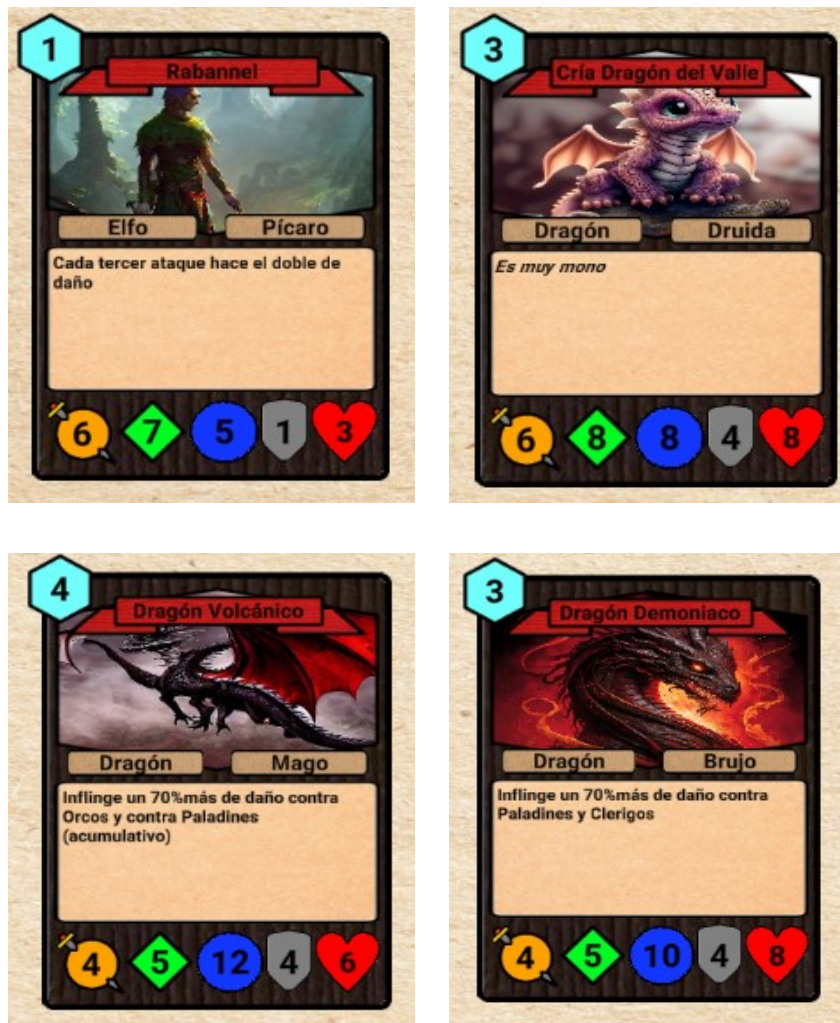 1
Rabannel
Elfo
Pícaro
Cada tercer ataque hace el doble de
daño
6
7
5
1
3
3
Cría Dragón del Valle
Dragón
Druida
Es muy mono
6
8
8
4
8
4
Dragón Volcánico
Dragón
Mago
Inflinge un 70%más de daño contra
Orcos y contra Paladines
(acumulativo)
4
5
12
4
6
3
Dragón Demoniaco
Dragón
Brujo
Inflinge un 70%más de daño contra
Paladines y Clerigos
4
5
10
4
8